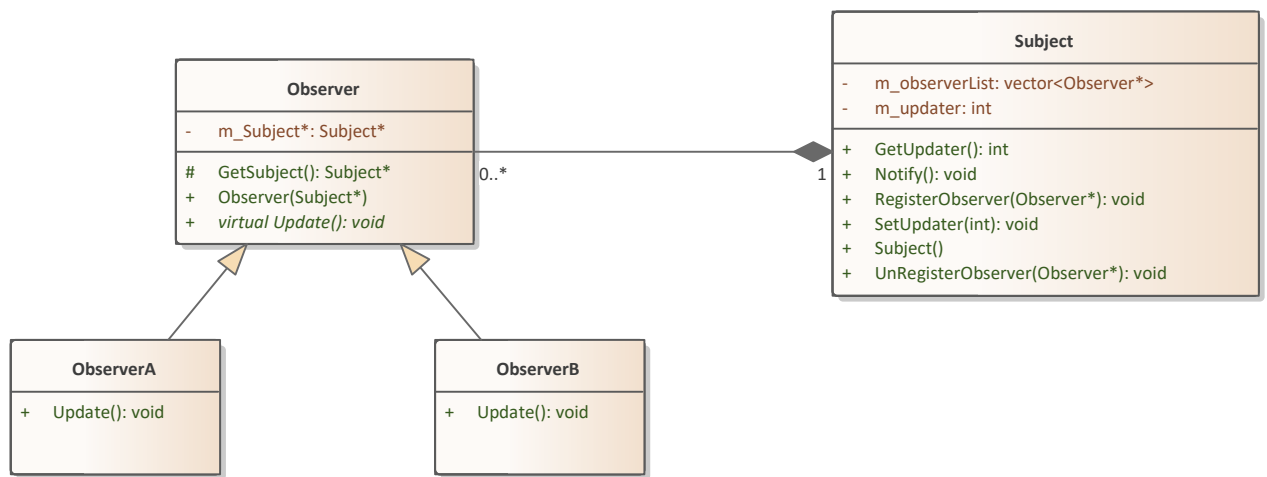 Observer
- m_Subject*: Subject*
# GetSubject(): Subject*
+ Observer(Subject*)
+ virtual Update(): void
0..*
1
Subject
- m_observerList: vector<Observer*>
- m_updater: int
+ GetUpdater(): int
+ Notify(): void
+ RegisterObserver(Observer*): void
+ SetUpdater(int): void
+ Subject()
+ UnRegisterObserver(Observer*): void
ObserverA
+ Update(): void
ObserverB
+ Update(): void